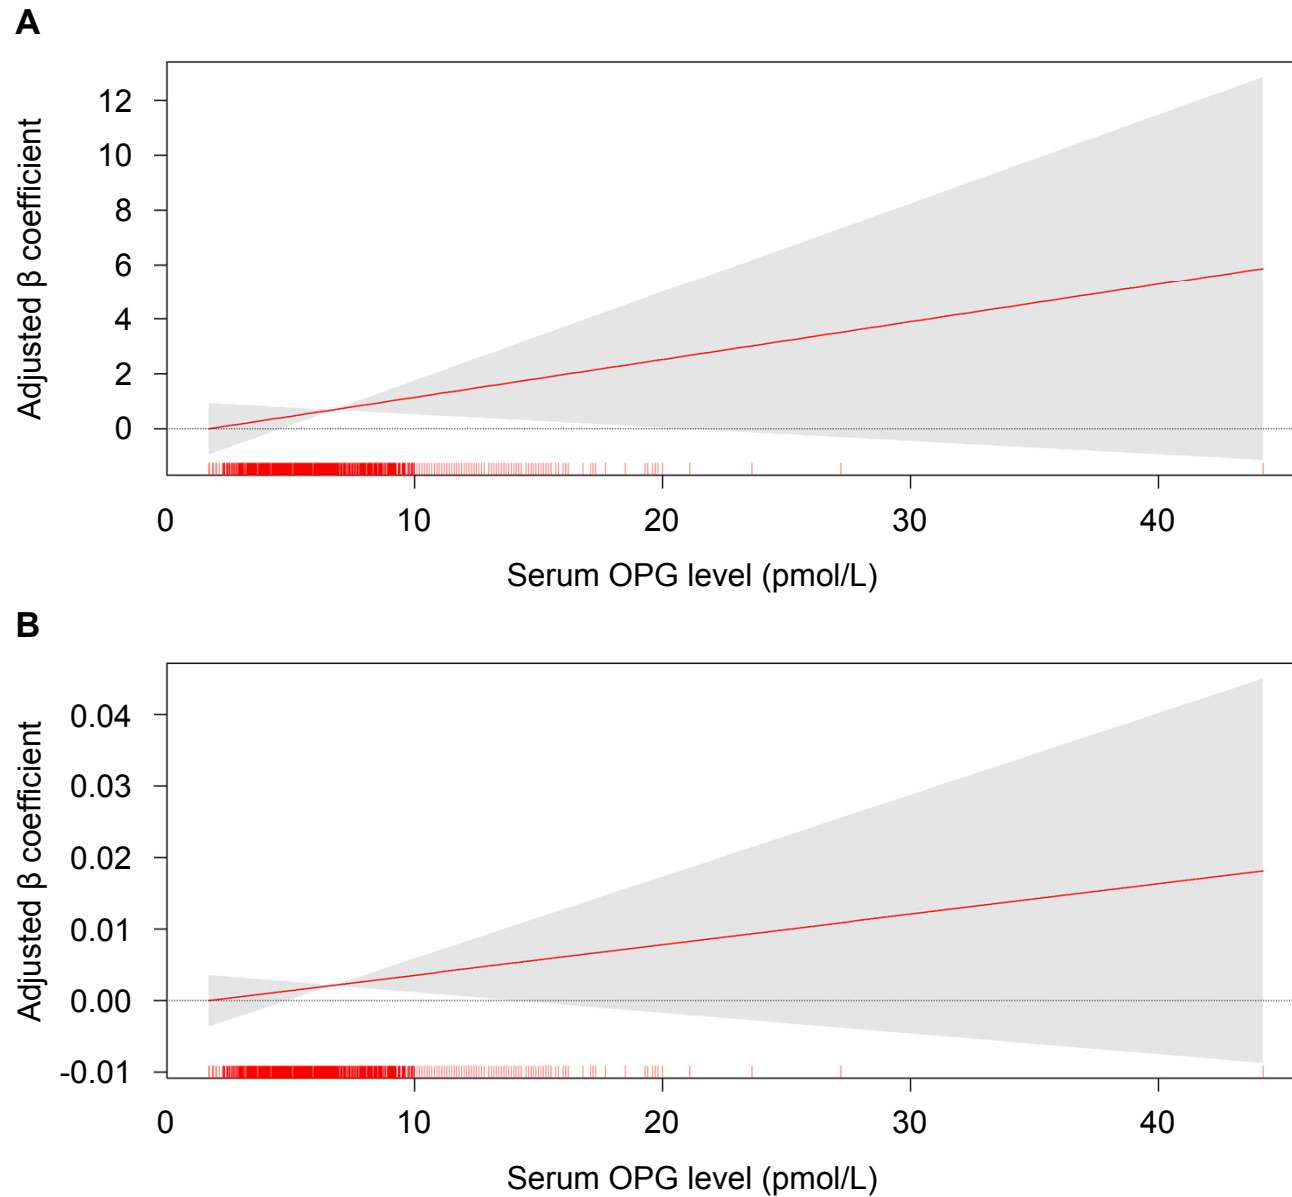 A
Adjusted β coefficient
12
10
8
6
4
2
0
0 10 20 30 40
Serum OPG level (pmol/L)
B
Adjusted β coefficient
0.04
0.03
0.02
0.01
0.00
-0.01
0 10 20 30 40
Serum OPG level (pmol/L)